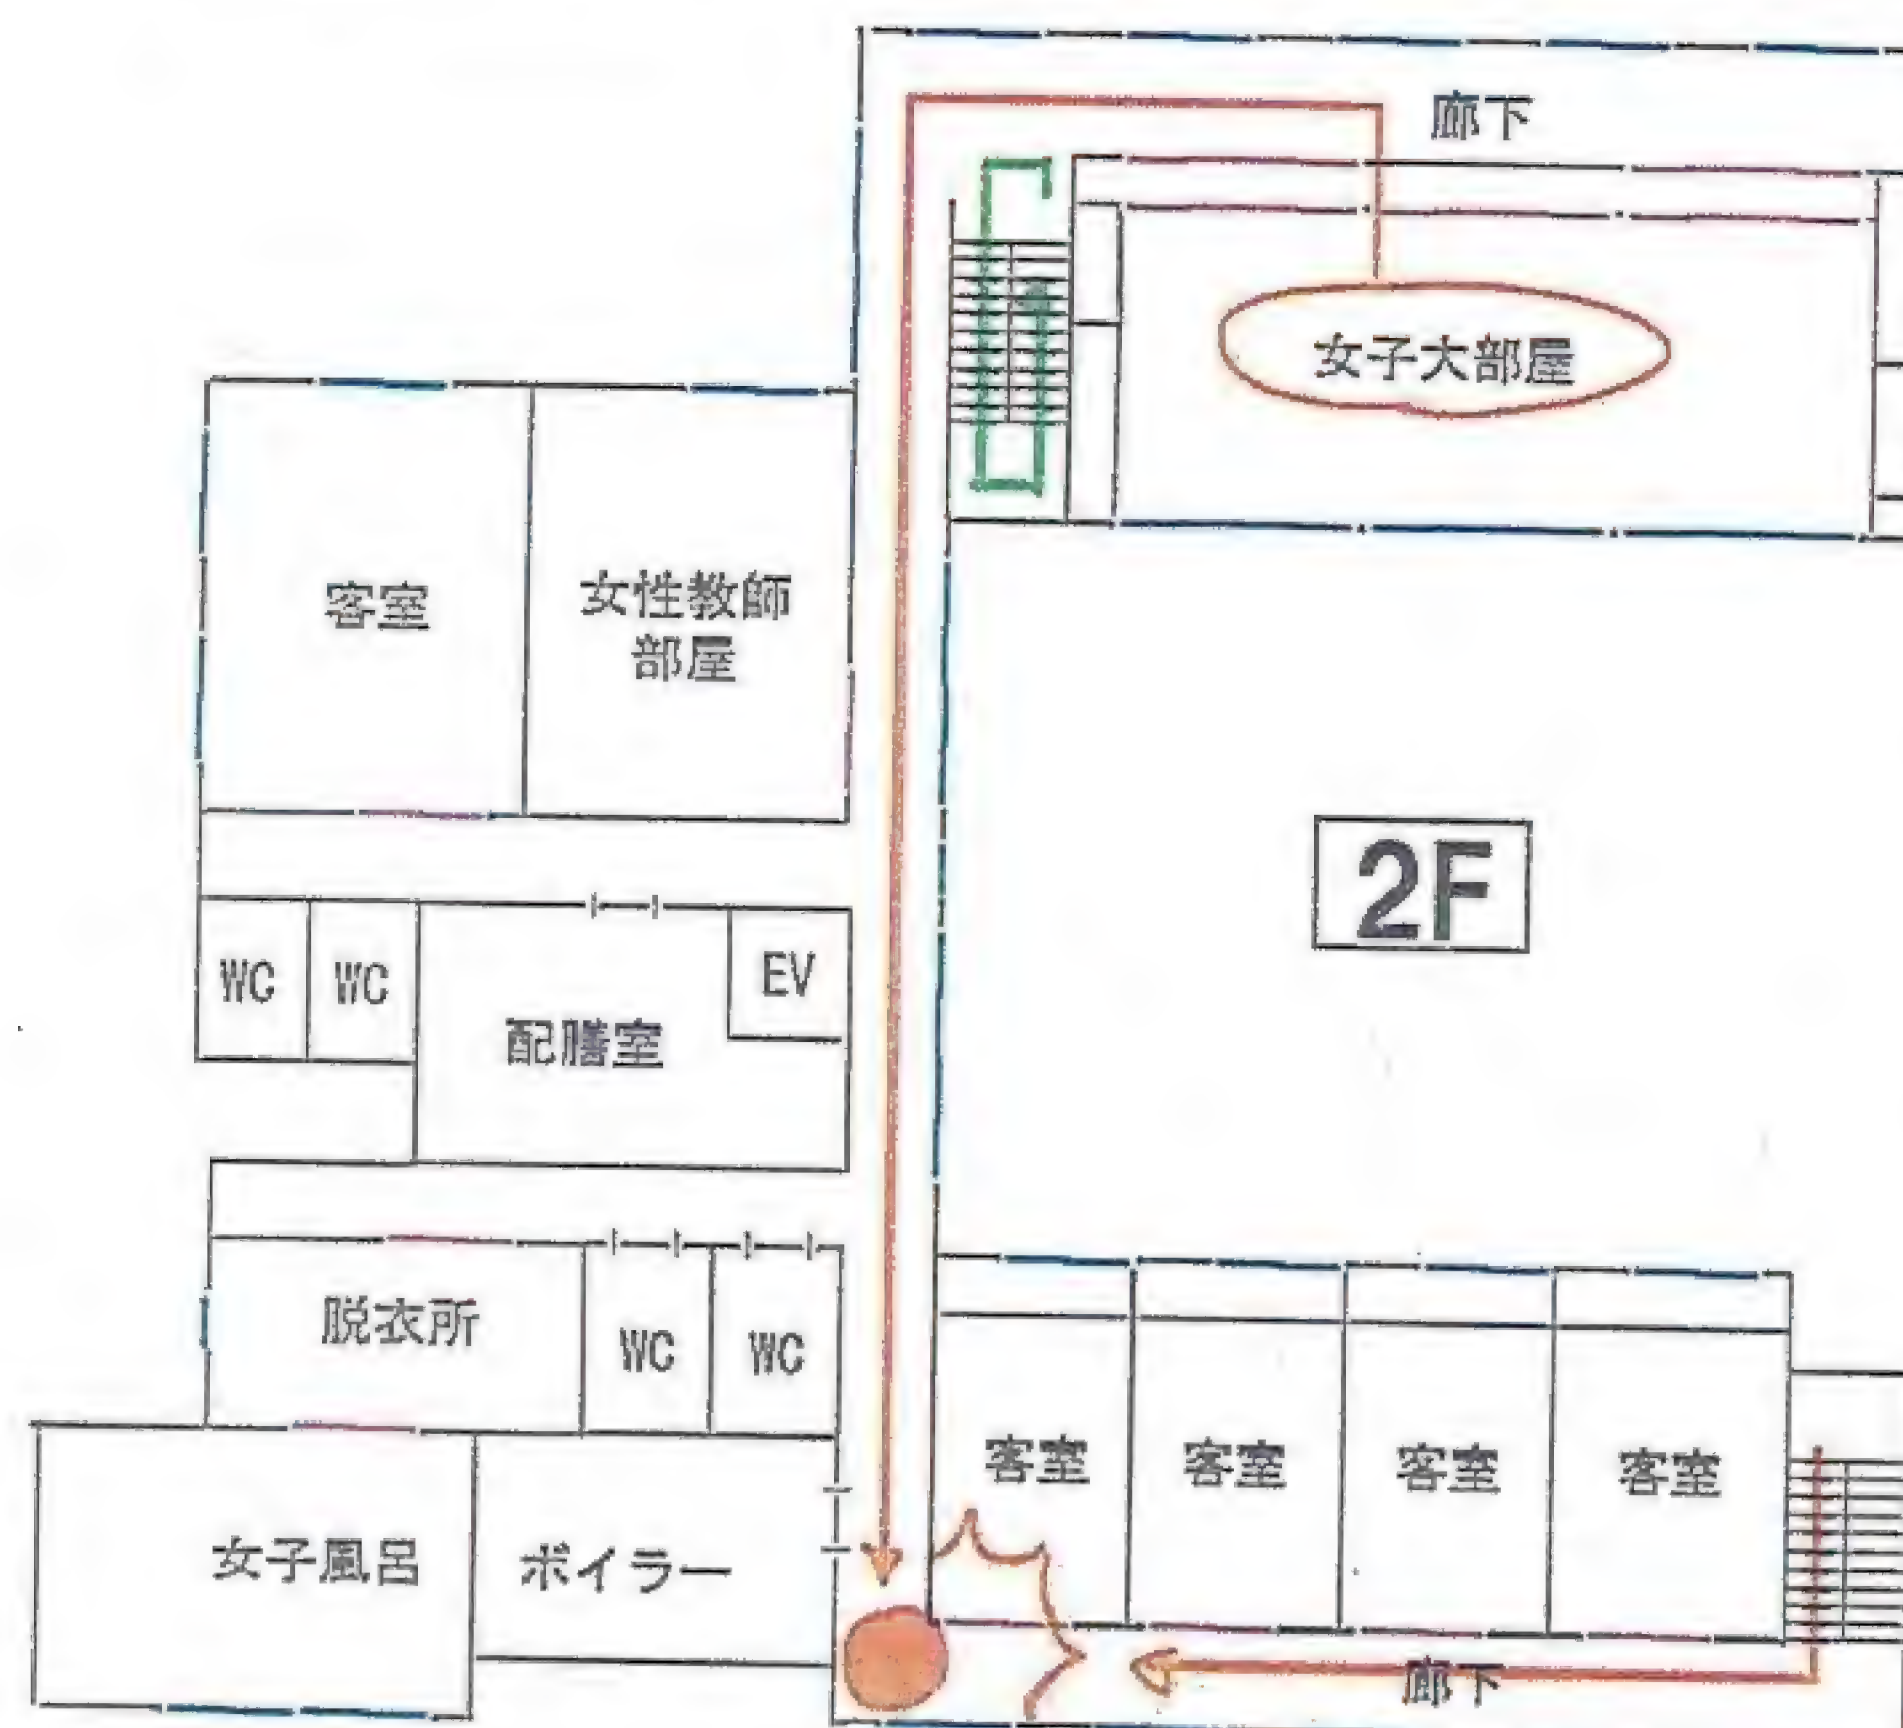 廊下
女子大部屋
客室
女性教師
部屋
2F
WC
WC
EV
配膳室
脱衣所
WC
WC
客室
客室
客室
客室
女子風呂
ボイラー
廊下